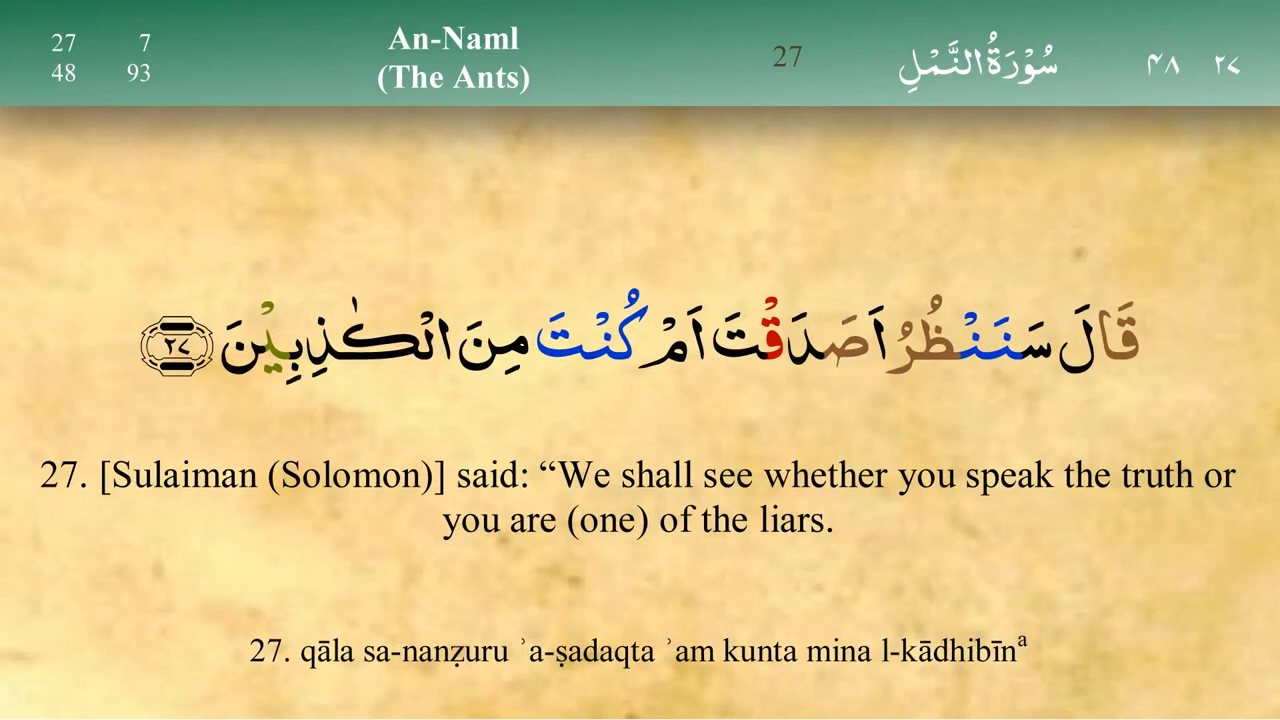 27 7
48 93
An-Naml
(The Ants)
27
سُوْرَةُ النَّمْلِ
٤٨ ٢٧
قَالَ سَنَنْظُرُ اَصَدَقْتَ اَمْ كُنْتَ مِنَ الْكٰذِبِيْنَ ٢٧
27. [Sulaiman (Solomon)] said: “We shall see whether you speak the truth or
you are (one) of the liars.
27. qāla sa-nanẓuru ʾa-ṣadaqta ʾam kunta mina l-kādhibīnᵃ